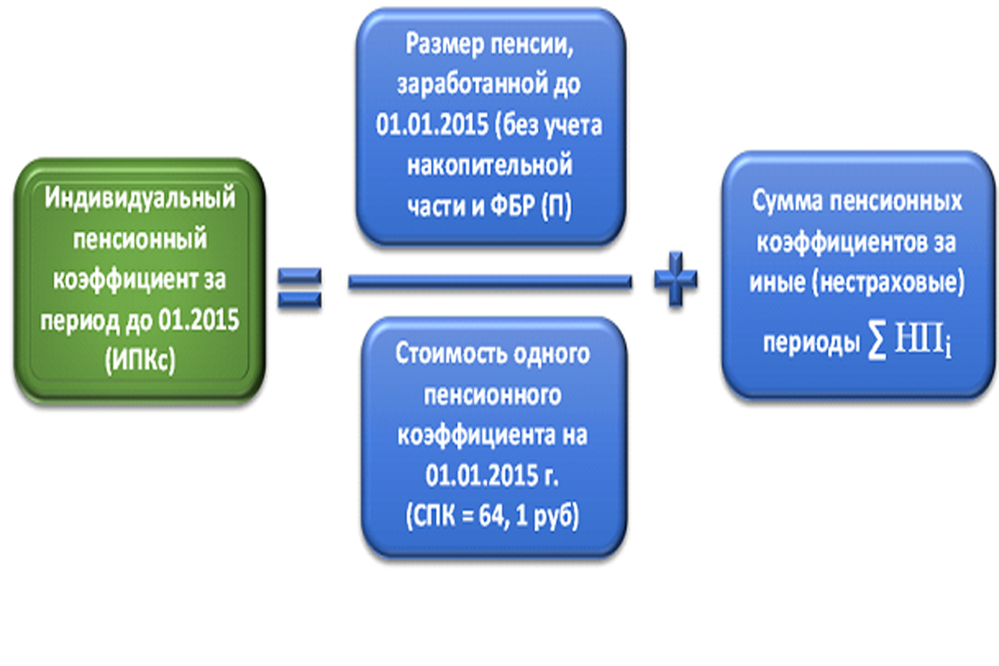 Индивидуальный
пенсионный
коэффициент за
период до 01.2015
(ИПКс)
=
Размер пенсии,
заработанной до
01.01.2015 (без учета
накопительной
части и ФБР (П)
Стоимость одного
пенсионного
коэффициента на
01.01.2015 г.
(СПК = 64, 1 руб)
+
Сумма пенсионных
коэффициентов за
иные (нестраховые)
периоды ∑ НПi